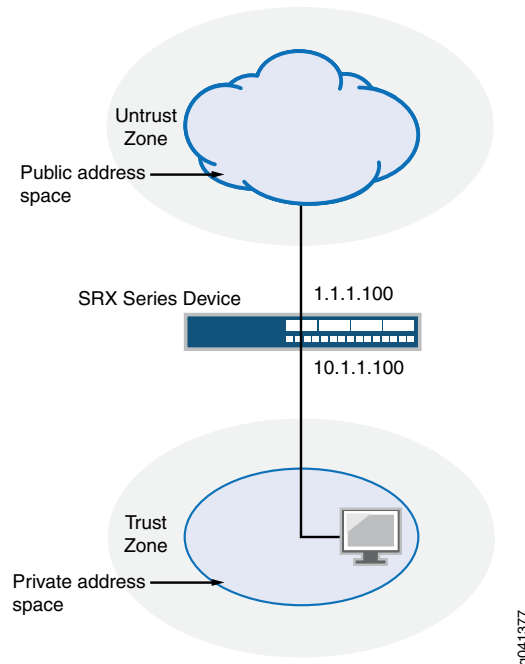 Untrust
Zone
Public address
space
SRX Series Device
1.1.1.100
10.1.1.100
Trust
Zone
Private address
space
g041377